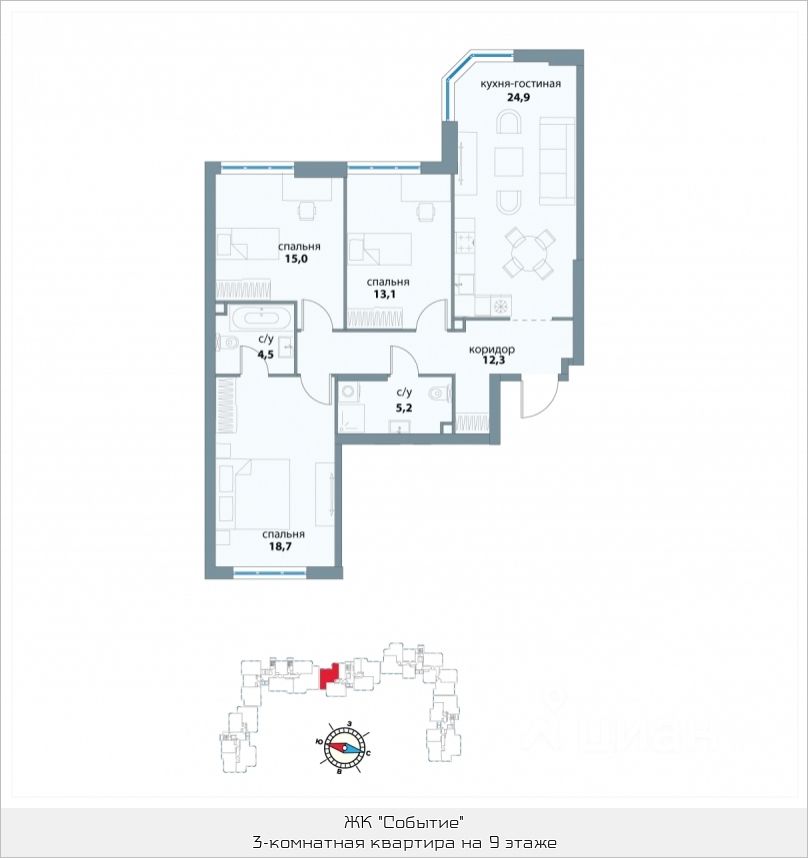 кухня-гостиная
24,9
спальня
15,0
спальня
13,1
с/у
4,5
коридор
12,3
с/у
5,2
спальня
18,7
З
Ю
С
В
циан
ЖК "Событие"
3-комнатная квартира на 9 этаже